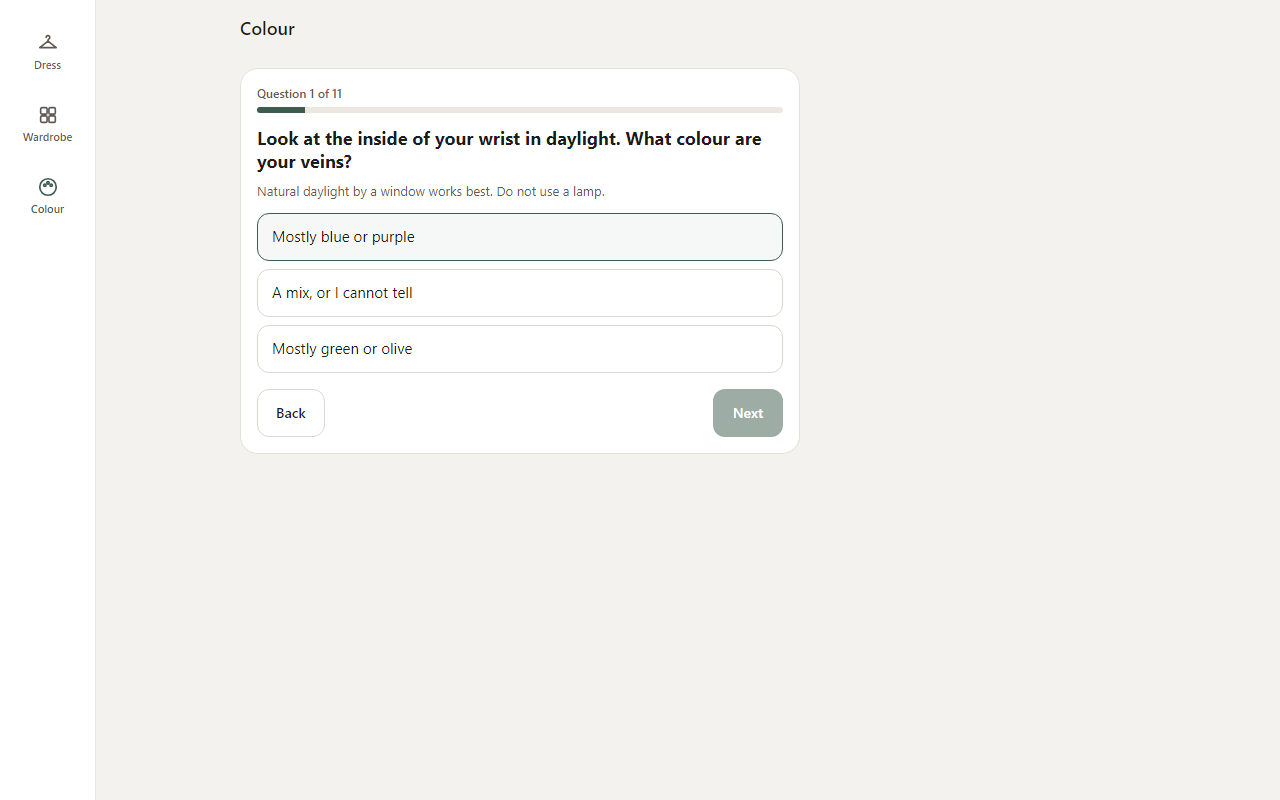 Colour
Dress
Wardrobe
Colour
Question 1 of 11
Look at the inside of your wrist in daylight. What colour are
your veins?
Natural daylight by a window works best. Do not use a lamp.
Mostly blue or purple
A mix, or I cannot tell
Mostly green or olive
Back
Next